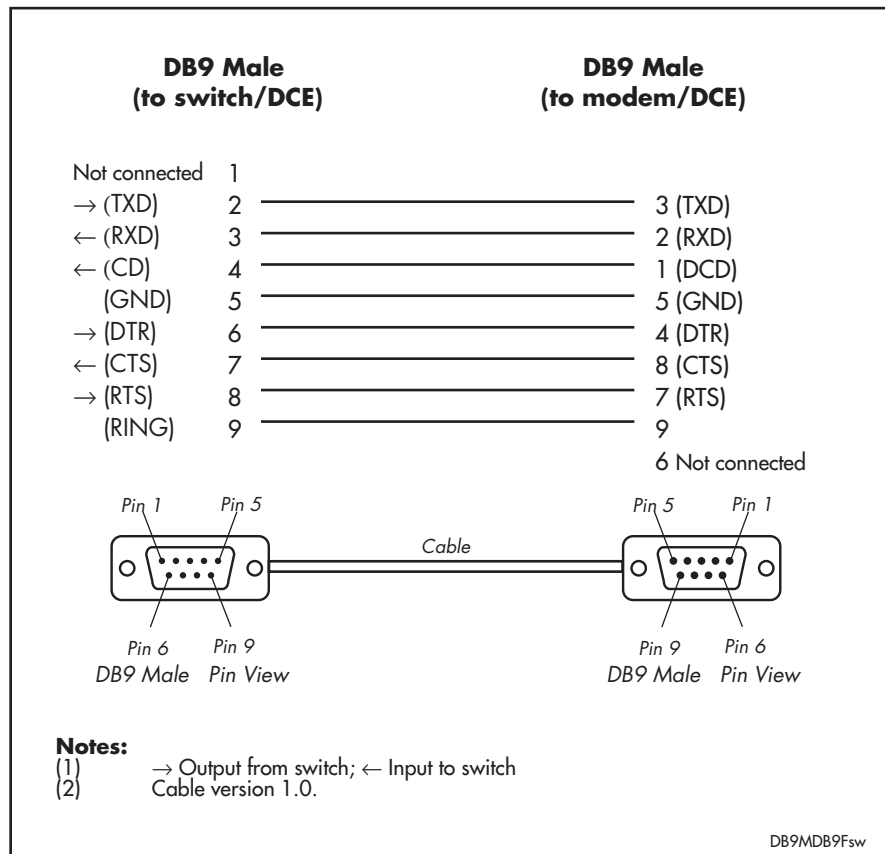 DB9 Male DB9 Male
(to switch/DCE) (to modem/DCE)
Not connected 1
→ (TXD) 2 3 (TXD)
← (RXD) 3 2 (RXD)
← (CD) 4 1 (DCD)
(GND) 5 5 (GND)
→ (DTR) 6 4 (DTR)
← (CTS) 7 8 (CTS)
→ (RTS) 8 7 (RTS)
(RING) 9 9
6 Not connected
Pin 1 Pin 5 Pin 5 Pin 1
Cable
Pin 6 Pin 9 Pin 9 Pin 6
DB9 Male Pin View DB9 Male Pin View
Notes:
(1) → Output from switch; ← Input to switch
(2) Cable version 1.0.
DB9MDB9Fsw